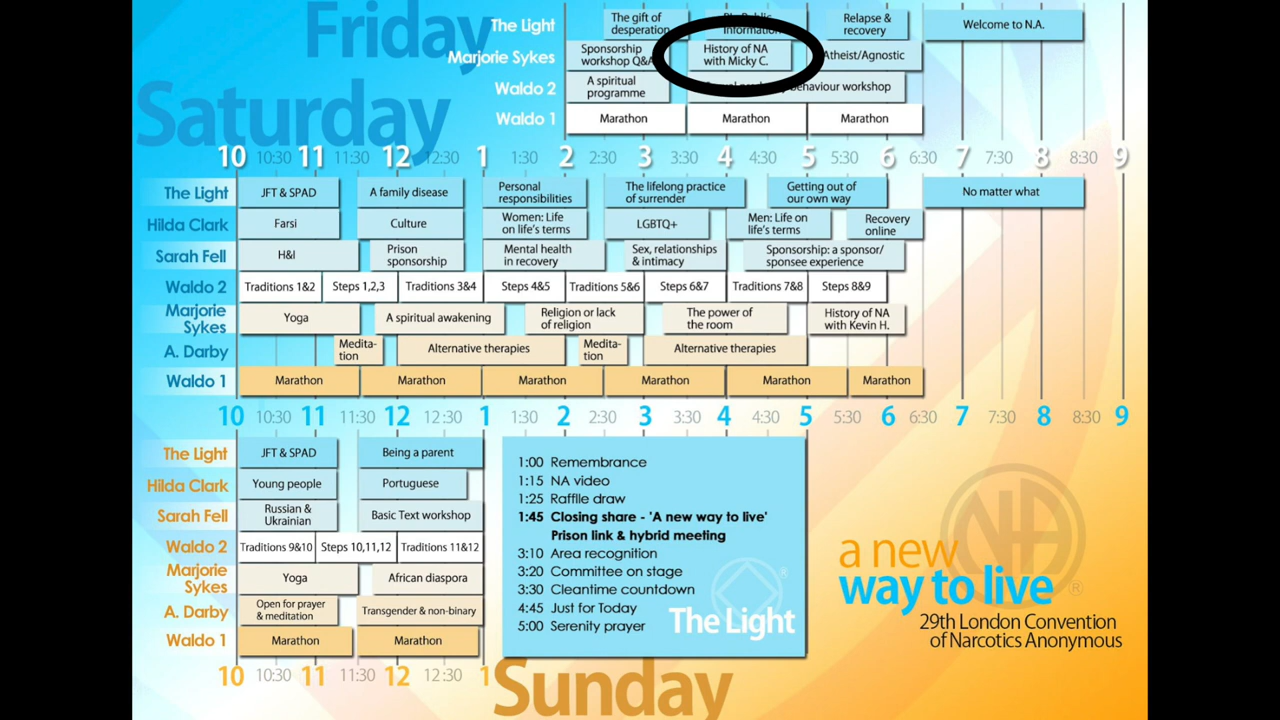 Friday
The Light
The gift of
desperation
Information
Relapse &
recovery
Welcome to N.A.
Marjorie Sykes
Sponsorship
workshop Q&A
History of NA
with Micky C.
Atheist/Agnostic
Waldo 2
A spiritual
programme
behaviour workshop
Saturday
Waldo 1
Marathon
Marathon
Marathon
10 10:30 11 11:30 12 12:30 1 1:30 2 2:30 3 3:30 4 4:30 5 5:30 6 6:30 7 7:30 8 8:30 9
The Light
JFT & SPAD
A family disease
Personal
responsibilities
The lifelong practice
of surrender
Getting out of
our own way
No matter what
Hilda Clark
Farsi
Culture
Women: Life
on life's terms
LGBTQ+
Men: Life on
life's terms
Recovery
online
Sarah Fell
H&I
Prison
sponsorship
Mental health
in recovery
Sex, relationships
& intimacy
Sponsorship: a sponsor/
sponsee experience
Waldo 2
Traditions 1&2
Steps 1,2,3
Traditions 3&4
Steps 4&5
Traditions 5&6
Steps 6&7
Traditions 7&8
Steps 8&9
Marjorie
Sykes
Yoga
A spiritual awakening
Religion or lack
of religion
The power of
the room
History of NA
with Kevin H.
A. Darby
Medita-
tion
Alternative therapies
Medita-
tion
Alternative therapies
Waldo 1
Marathon
Marathon
Marathon
Marathon
Marathon
Marathon
10 10:30 11 11:30 12 12:30 1 1:30 2 2:30 3 3:30 4 4:30 5 5:30 6 6:30 7 7:30 8 8:30 9
The Light
JFT & SPAD
Being a parent
Hilda Clark
Young people
Portuguese
Sarah Fell
Russian &
Ukrainian
Basic Text workshop
Waldo 2
Traditions 9&10
Steps 10,11,12
Traditions 11&12
Marjorie
Sykes
Yoga
African diaspora
A. Darby
Open for prayer
& meditation
Transgender & non-binary
Waldo 1
Marathon
Marathon
10 10:30 11 11:30 12 12:30 1
Sunday
1:00 Remembrance
1:15 NA video
1:25 Raffle draw
1:45 Closing share - 'A new way to live'
Prison link & hybrid meeting
3:10 Area recognition
3:20 Committee on stage
3:30 Cleantime countdown
4:45 Just for Today
5:00 Serenity prayer
The Light
®
NA
®
a new
way to live
29th London Convention
of Narcotics Anonymous